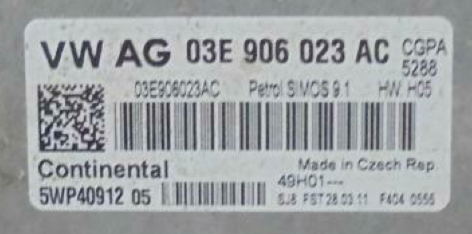 VW AG 03E 906 023 AC CGPA
5288
03E906023AC Petrol SIMOS 9.1 HW: H05
Continental Made in Czech Rep.
49H01---
5WP40912 05 SJ8 FST 28.03.11 F404 0555